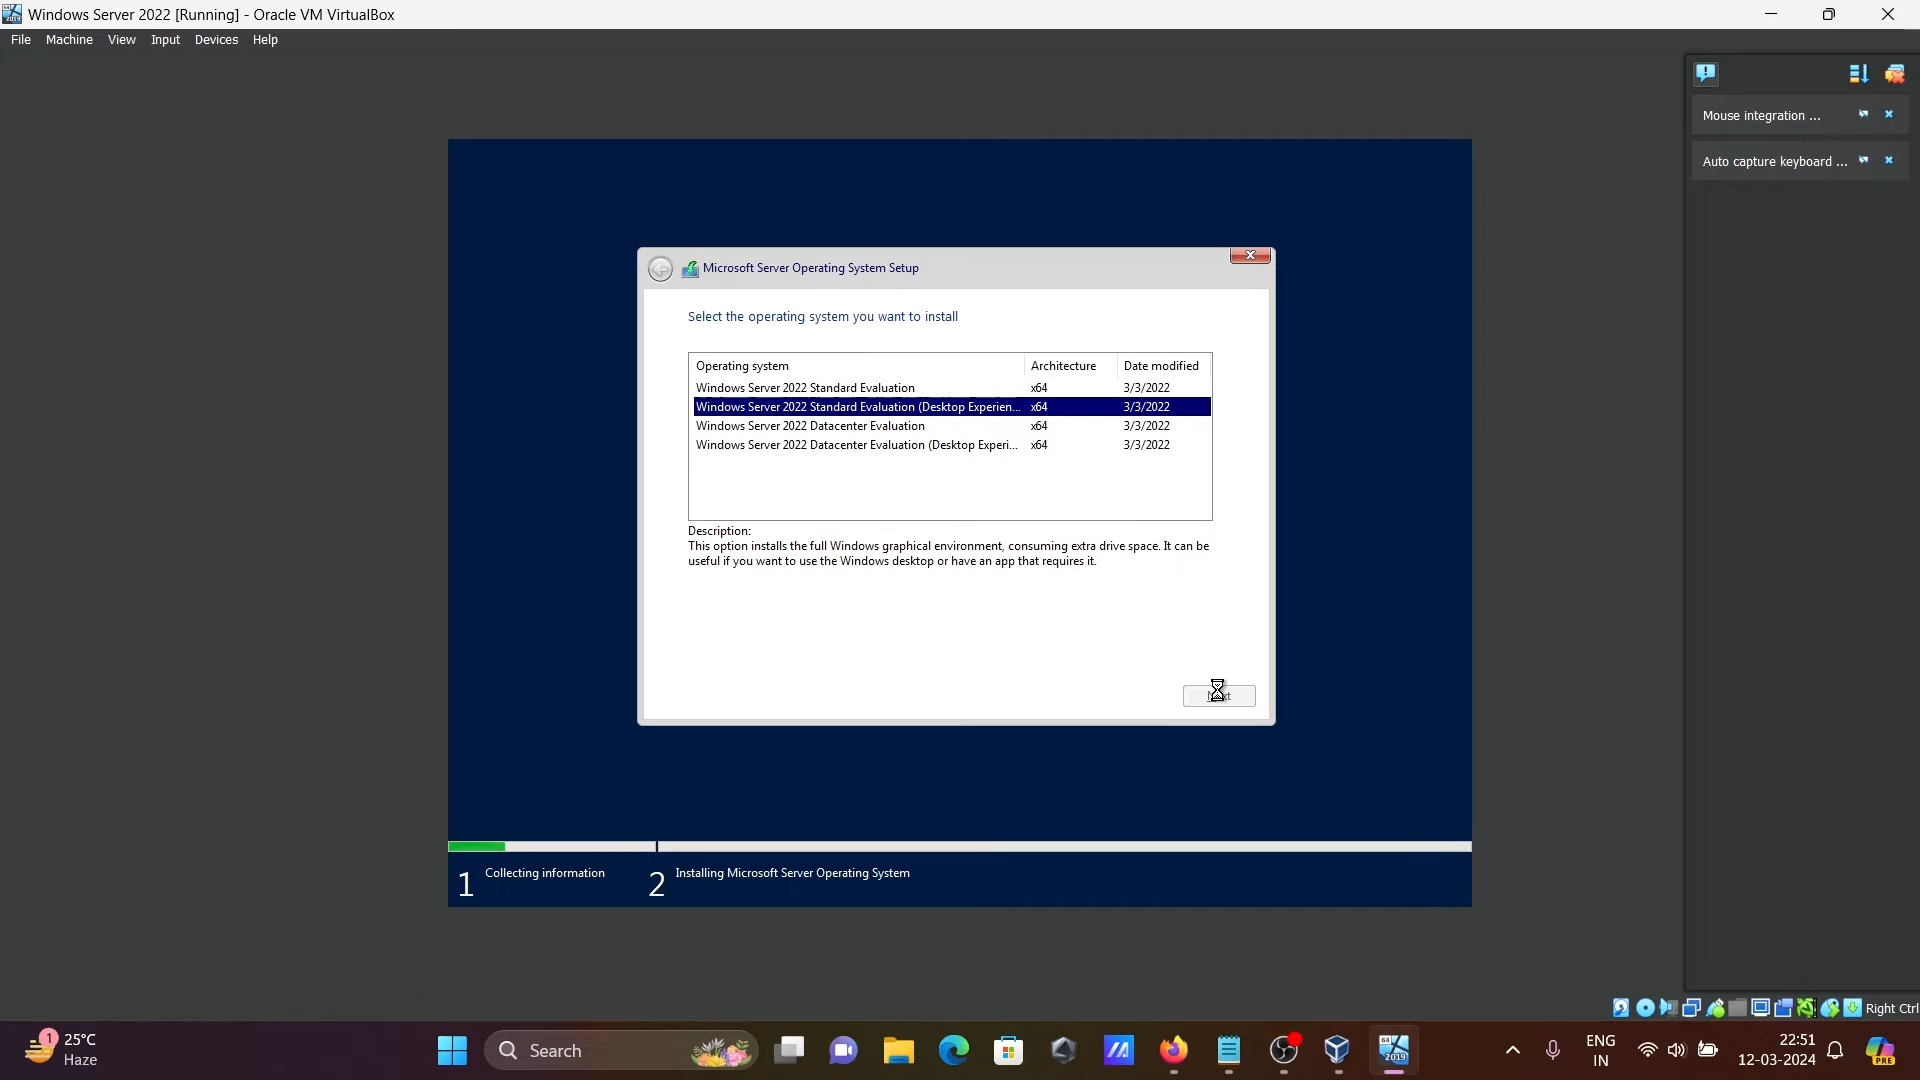 Windows Server 2022 [Running] - Oracle VM VirtualBox
File Machine View Input Devices Help
Mouse integration ...
Auto capture keyboard ...
Microsoft Server Operating System Setup
Select the operating system you want to install
Operating system Architecture Date modified
Windows Server 2022 Standard Evaluation x64 3/3/2022
Windows Server 2022 Standard Evaluation (Desktop Experien... x64 3/3/2022
Windows Server 2022 Datacenter Evaluation x64 3/3/2022
Windows Server 2022 Datacenter Evaluation (Desktop Experi... x64 3/3/2022
Description:
This option installs the full Windows graphical environment, consuming extra drive space. It can be
useful if you want to use the Windows desktop or have an app that requires it.
1 Collecting information 2 Installing Microsoft Server Operating System
Right Ctrl
1 25°C
Haze
Search
2019
ENG
IN
22:51
12-03-2024
PRE